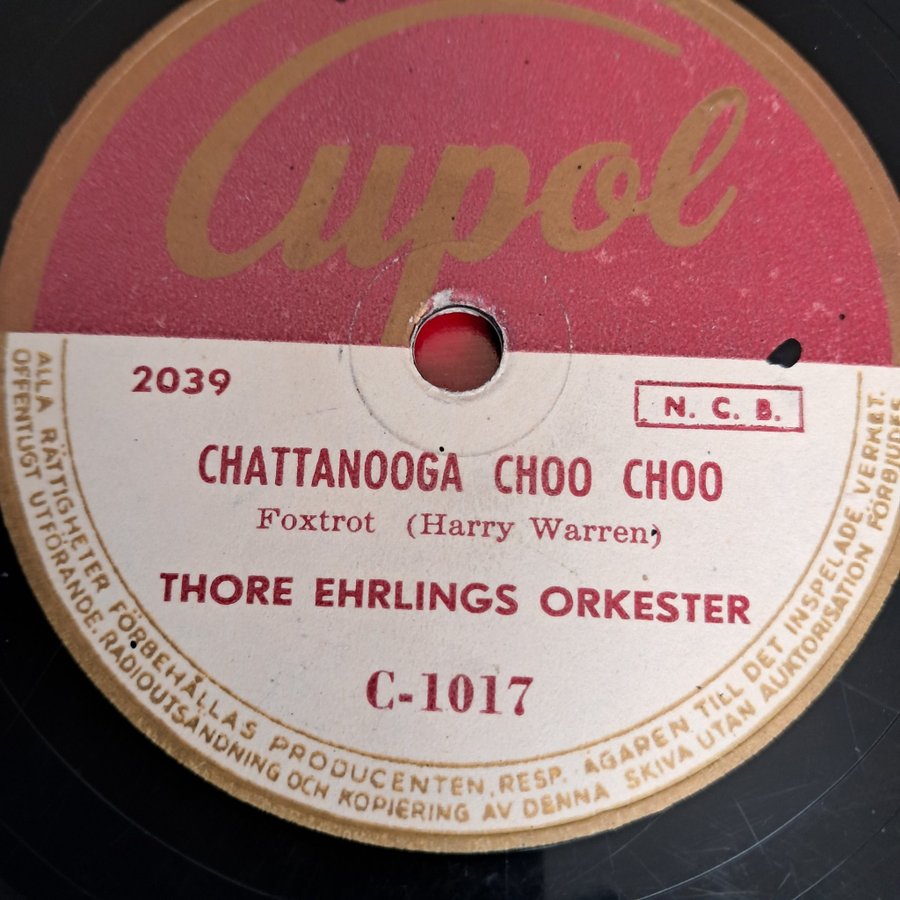 Cupol
2039
N. C. B.
CHATTANOOGA CHOO CHOO
Foxtrot (Harry Warren)
THORE EHRLINGS ORKESTER
C-1017
ALLA RÄTTIGHETER FÖRBEHÅLLAS PRODUCENTEN, RESP. ÄGAREN TILL DET INSPELADE VERKET.
OFFENTLIGT UTFÖRANDE, RADIOUTSÄNDNING OCH KOPIERING AV DENNA SKIVA UTAN AUKTORISATION FÖRBJUDES